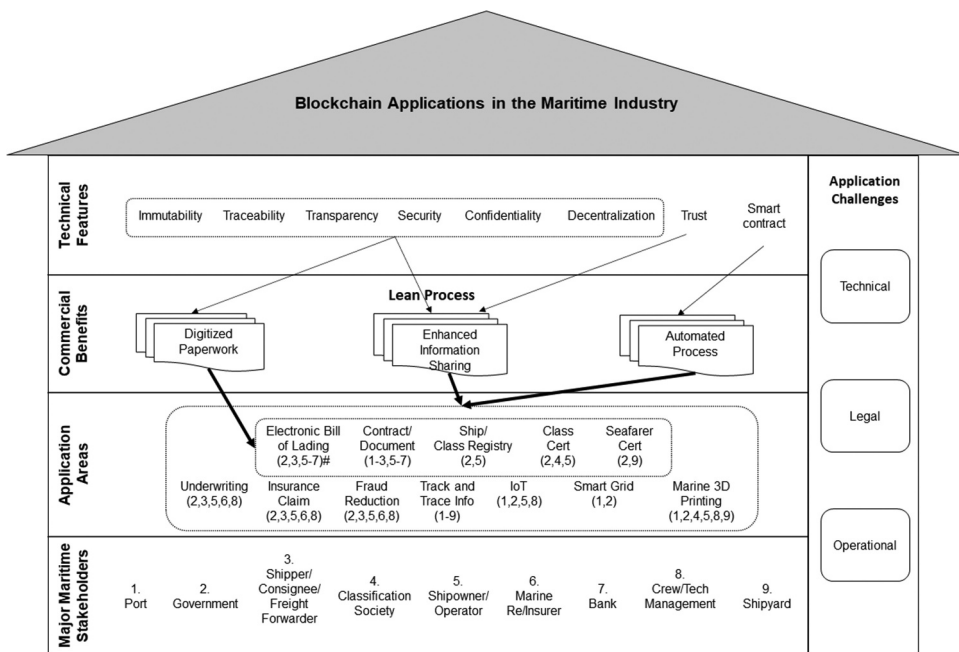 Blockchain Applications in the Maritime Industry
Technical
Features
Immutability
Traceability
Transparency
Security
Confidentiality
Decentralization
Trust
Smart
contract
Commercial
Benefits
Lean Process
Digitized
Paperwork
Enhanced
Information
Sharing
Automated
Process
Application
Areas
Electronic Bill
of Lading
(2,3,5-7)#
Contract/
Document
(1-3,5-7)
Ship/
Class Registry
(2,5)
Class
Cert
(2,4,5)
Seafarer
Cert
(2,9)
Underwriting
(2,3,5,6,8)
Insurance
Claim
(2,3,5,6,8)
Fraud
Reduction
(2,3,5,6,8)
Track and
Trace Info
(1-9)
IoT
(1,2,5,8)
Smart Grid
(1,2)
Marine 3D
Printing
(1,2,4,5,8,9)
Major Maritime
Stakeholders
1.
Port
2.
Government
3.
Shipper/
Consignee/
Freight
Forwarder
4.
Classification
Society
5.
Shipowner/
Operator
6.
Marine
Re/Insurer
7.
Bank
8.
Crew/Tech
Management
9.
Shipyard
Application
Challenges
Technical
Legal
Operational